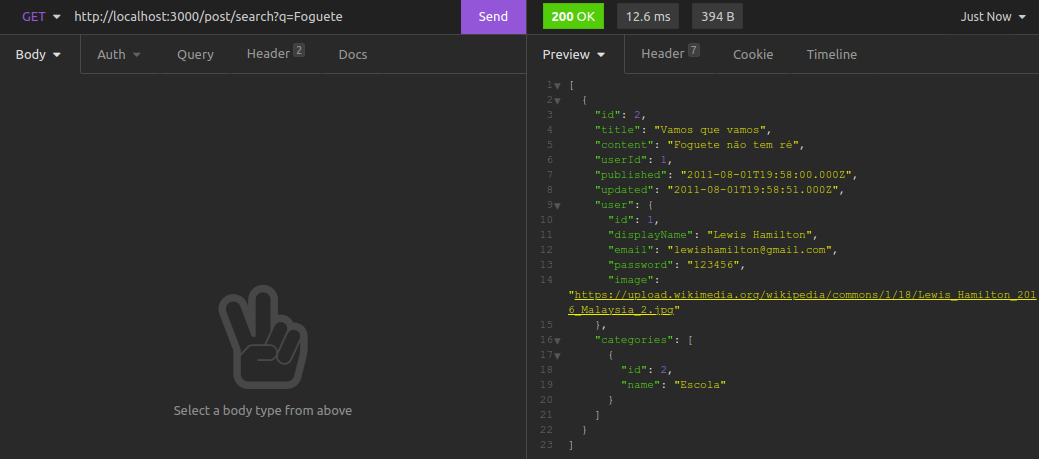 GET http://localhost:3000/post/search?q=Foguete Send 200 OK 12.6 ms 394 B Just Now
Body Auth Query Header 2 Docs Preview Header 7 Cookie Timeline
1 [
2 {
3 "id": 2,
4 "title": "Vamos que vamos",
5 "content": "Foguete não tem ré",
6 "userId": 1,
7 "published": "2011-08-01T19:58:00.000Z",
8 "updated": "2011-08-01T19:58:51.000Z",
9 "user": {
10 "id": 1,
11 "displayName": "Lewis Hamilton",
12 "email": "lewishamilton@gmail.com",
13 "password": "123456",
14 "image":
"https://upload.wikimedia.org/wikipedia/commons/1/18/Lewis_Hamilton_201
6_Malaysia_2.jpg"
15 },
16 "categories": [
17 {
18 "id": 2,
19 "name": "Escola"
20 }
21 ]
22 }
23 ]
Select a body type from above